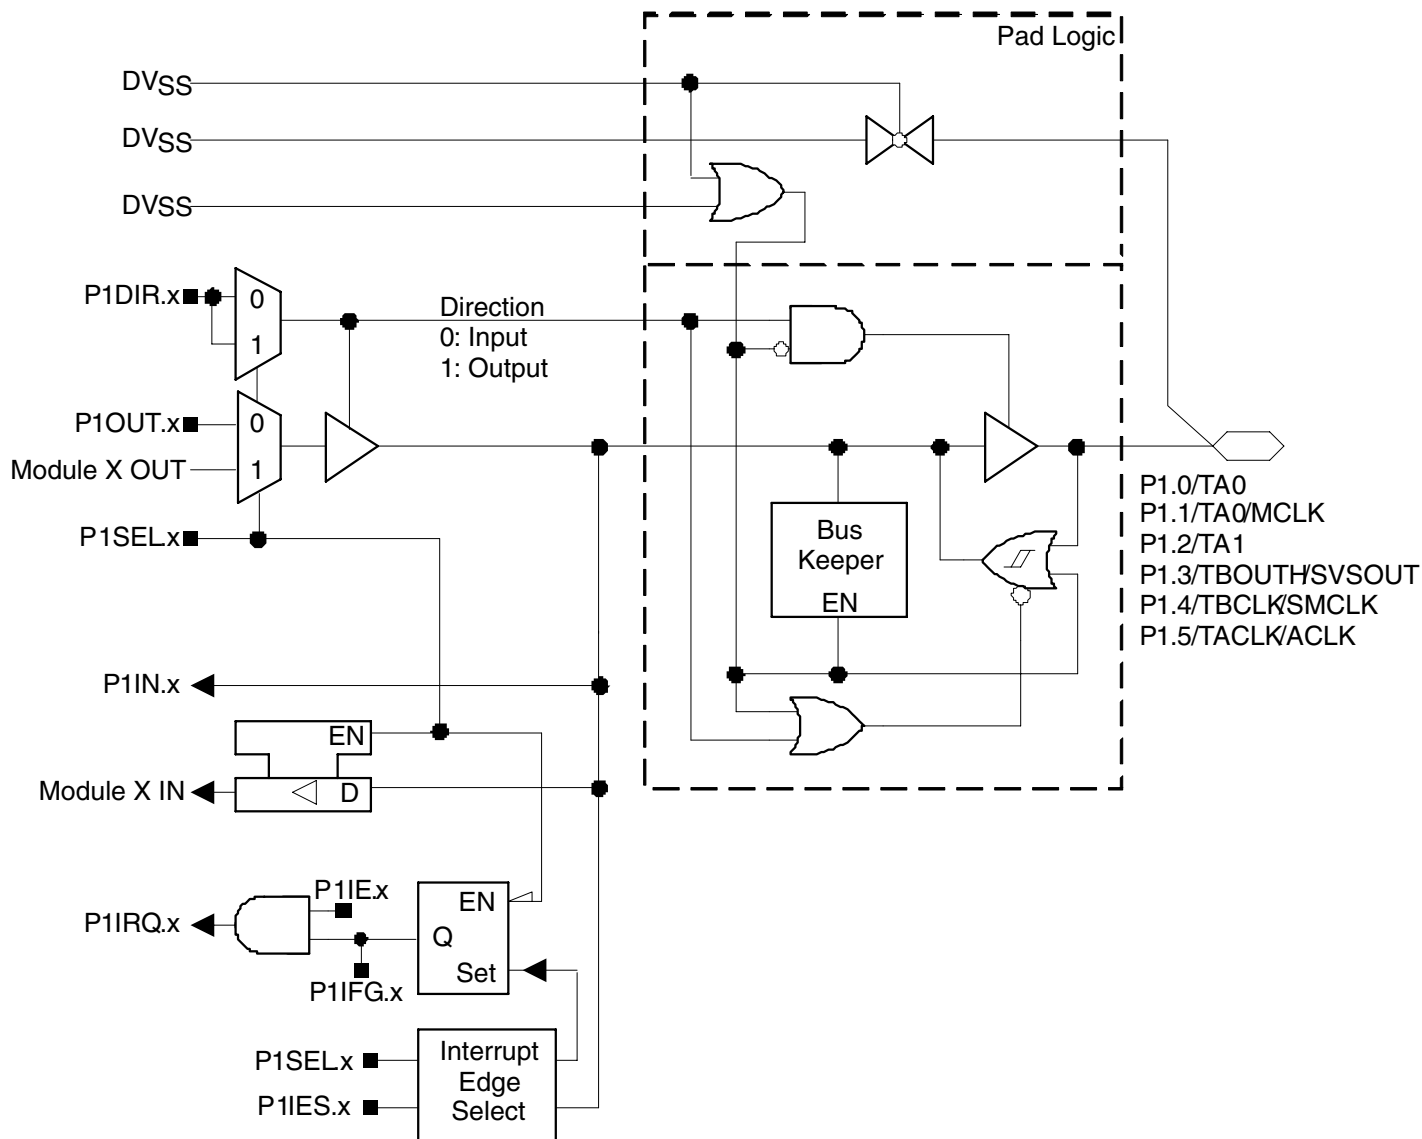 Pad Logic
DVSS
DVSS
DVSS
P1DIR.x
0
1
Direction
0: Input
1: Output
P1OUT.x
0
Module X OUT
1
P1SEL.x
Bus
Keeper
EN
P1.0/TA0
P1.1/TA0/MCLK
P1.2/TA1
P1.3/TBOUTH/SVSOUT
P1.4/TBCLK/SMCLK
P1.5/TACLK/ACLK
P1IN.x
EN
Module X IN
D
P1IE.x
P1IRQ.x
EN
Q
Set
P1IFG.x
P1SEL.x
P1IES.x
Interrupt
Edge
Select